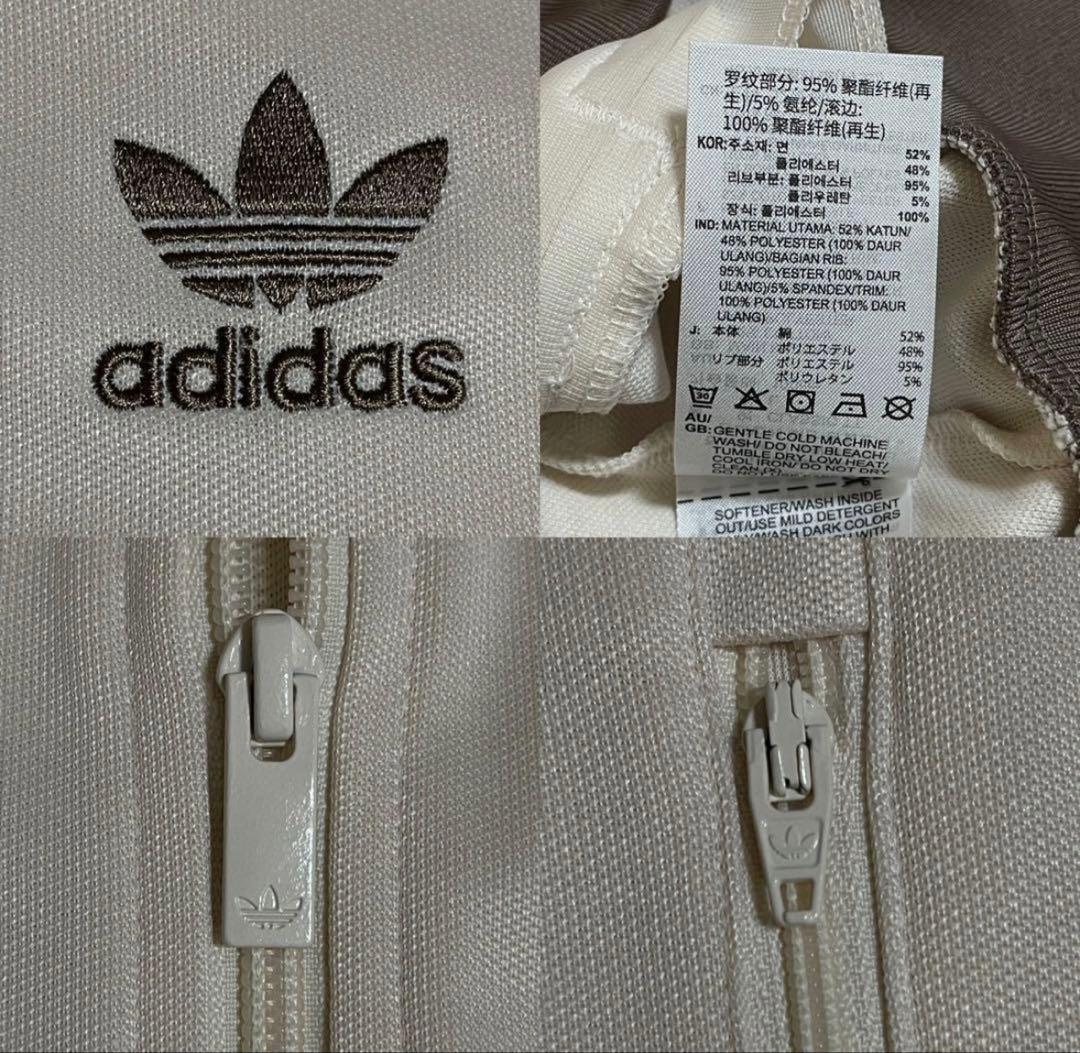 adidas
罗纹部分: 95% 聚酯纤维(再
生)/5% 氨纶/滚边:
100% 聚酯纤维(再生)
KOR:주소재: 면 52%
폴리에스터 48%
리브부분: 폴리에스터 95%
폴리우레탄 5%
장식: 폴리에스터 100%
IND: MATERIAL UTAMA: 52% KATUN/
48% POLYESTER (100% DAUR
ULANG)/BAGIAN RIB:
95% POLYESTER (100% DAUR
ULANG)/5% SPANDEX/TRIM:
100% POLYESTER (100% DAUR
ULANG)
J: 本体 綿 52%
ポリエステル 48%
リブ部分 ポリエステル 95%
ポリウレタン 5%
30
AU/
GB: GENTLE COLD MACHINE
WASH/ DO NOT BLEACH/
TUMBLE DRY LOW HEAT/
COOL IRON/ DO NOT DRY
CLEAN
SOFTENER/WASH INSIDE
OUT/USE MILD DETERGENT
WASH DARK COLORS
WITH